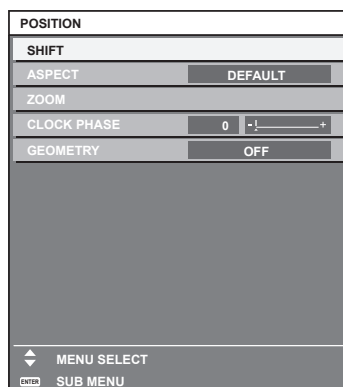 POSITION
SHIFT
ASPECT DEFAULT
ZOOM
CLOCK PHASE 0 - +
GEOMETRY OFF
MENU SELECT
ENTER SUB MENU